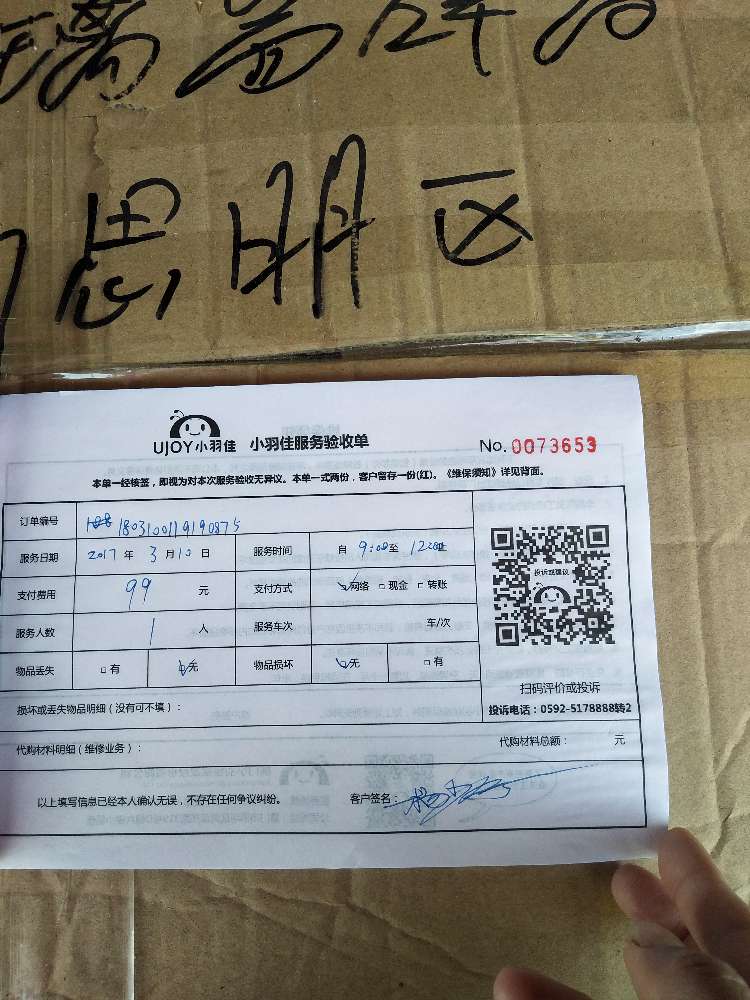 思明区
UJOY小羽佳 小羽佳服务验收单 No. 0073653
本单一经核签，即视为对本次服务验收无异议。本单一式两份，客户留存一份(红)。《维保须知》详见背面。
订单编号 1803100119190875
服务日期 2017 年 3 月 10 日 服务时间 自 9:00 至 12:00 止
支付费用 99 元 支付方式 网络 现金 转账
服务人数 1 人 服务车次 车/次
物品丢失 有 无 物品损坏 无 有
投诉或建议
扫码评价或投诉
投诉电话：0592-5178888转2
损坏或丢失物品明细（没有可不填）：
代购材料明细（维修业务）： 代购材料总额： 元
以上填写信息已经本人确认无误，不存在任何争议纠纷。 客户签名：